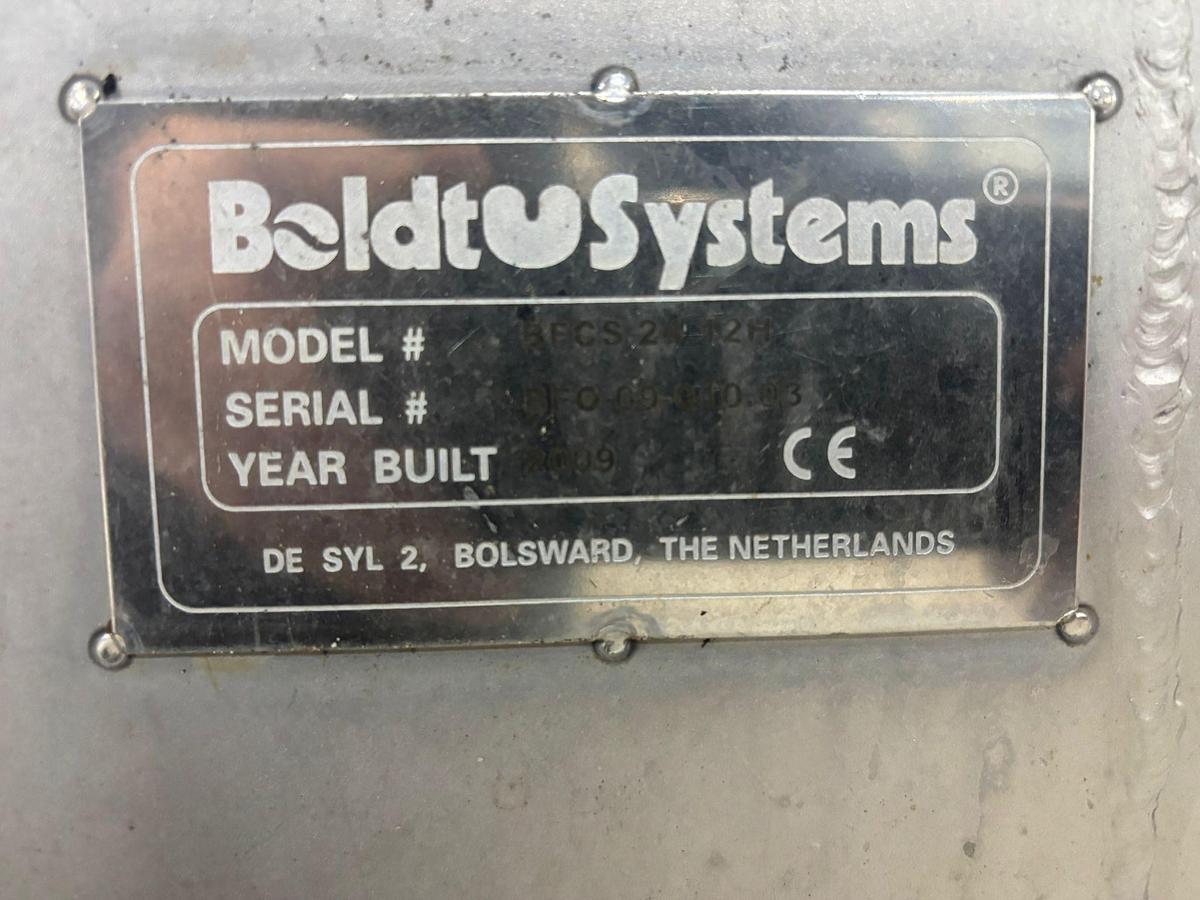 Boldt Systems ®
MODEL #
SERIAL #
YEAR BUILT 2009
CE
DE SYL 2, BOLSWARD, THE NETHERLANDS